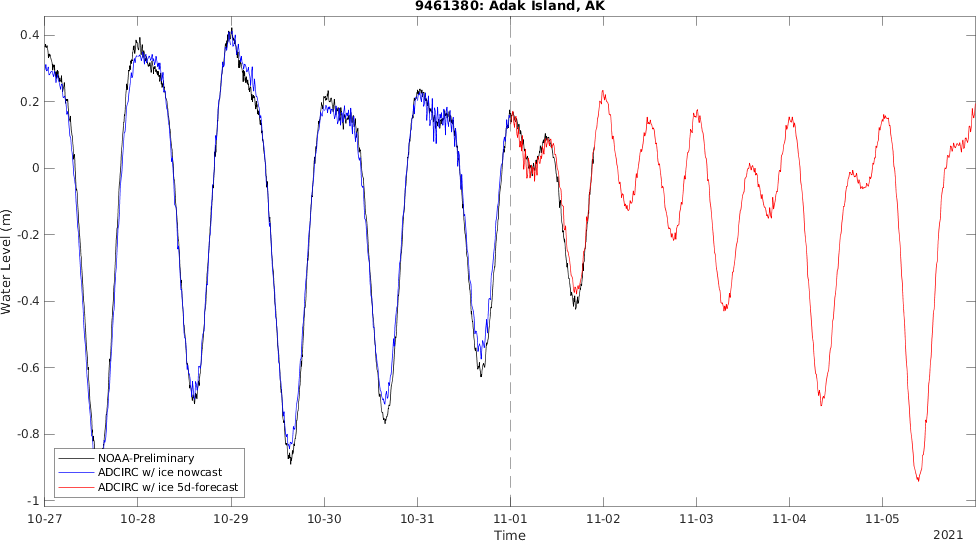 9461380: Adak Island, AK
Water Level (m)
0.4
0.2
0
-0.2
-0.4
-0.6
-0.8
-1
NOAA-Preliminary
ADCIRC w/ ice nowcast
ADCIRC w/ ice 5d-forecast
10-27 10-28 10-29 10-30 10-31 11-01 11-02 11-03 11-04 11-05
Time
2021